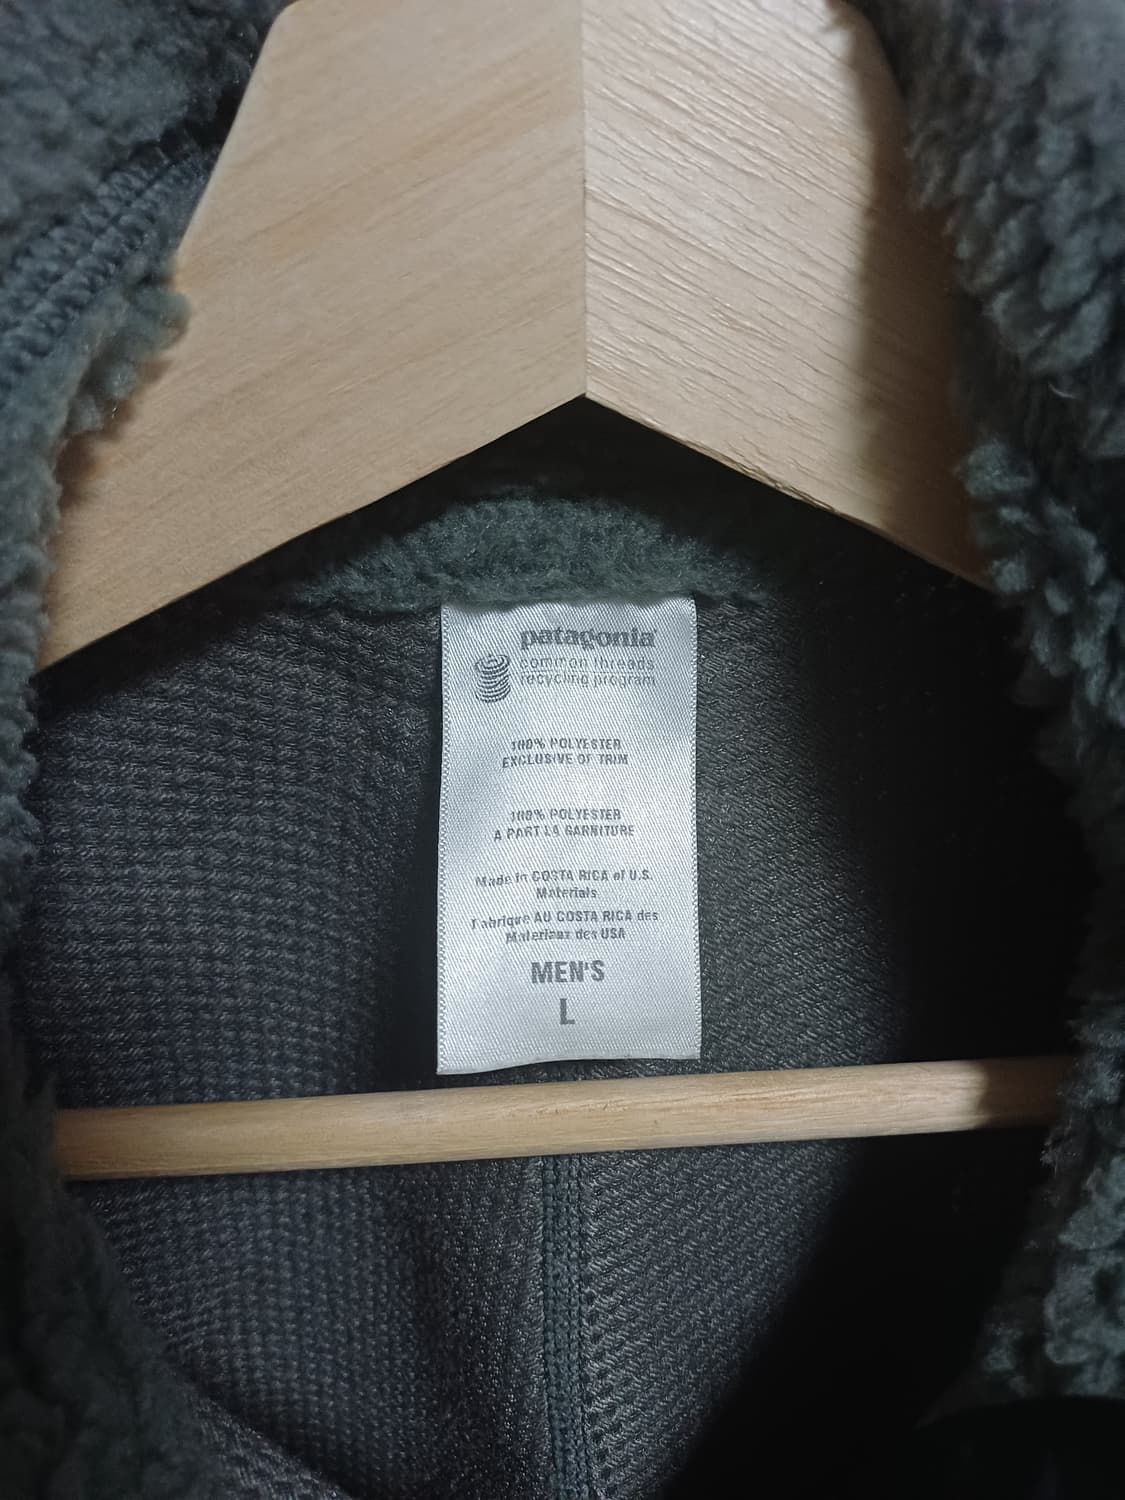 patagonia
common threads
recycling program
100% POLYESTER
EXCLUSIVE OF TRIM
100% POLYESTER
A PART LA GARNITURE
Made in COSTA RICA of U.S.
Materials
Fabrique AU COSTA RICA des
Materiaux des USA
MEN'S
L